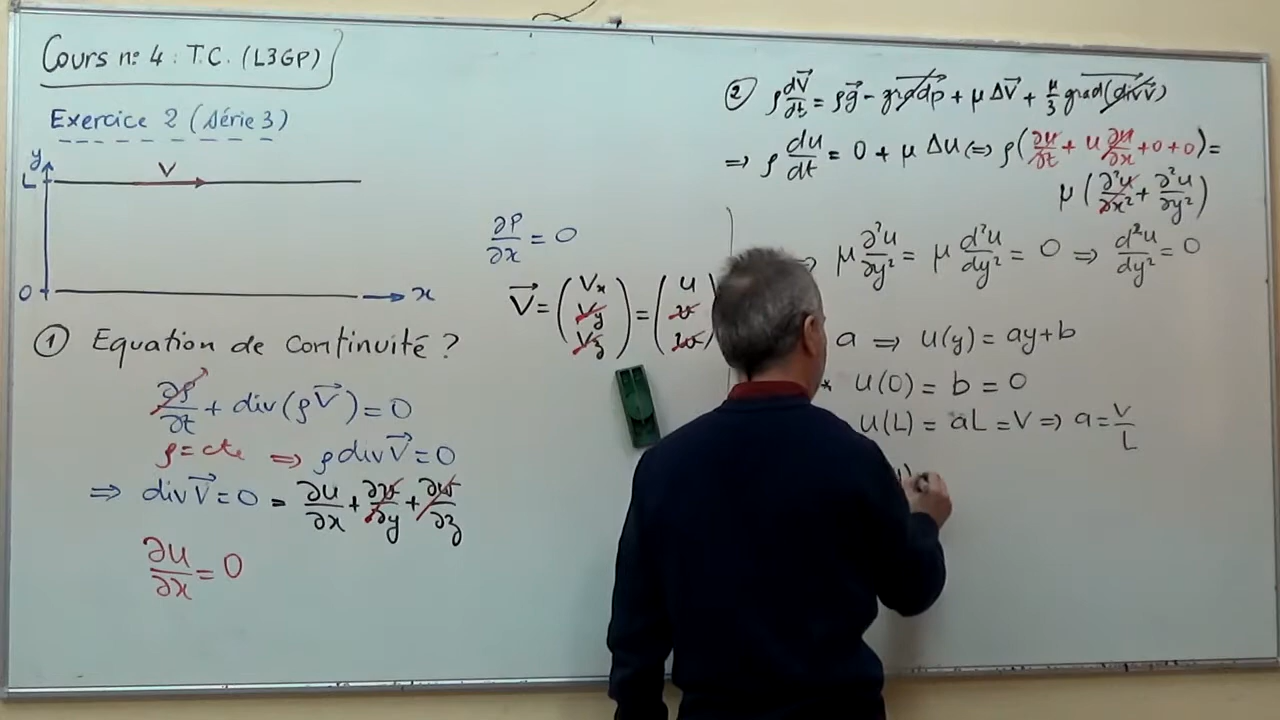 Cours n° 4 : T.C. (L3GP)
Exercice 2 (Série 3)
y
L
V
0
x
① Equation de Continuité ?
∂ρ/∂t + div(ρV⃗) = 0
ρ = cte ⇒ ρ div V⃗ = 0
⇒ div V⃗ = 0 = ∂u/∂x + ∂v/∂y + ∂w/∂z
∂u/∂x = 0
∂P/∂x = 0
V⃗ = (Vx Vy Vz) = (u v w)
② ρ dV⃗/dt = ρg⃗ - grad p + μ ΔV⃗ + μ/3 grad(div V⃗)
⇒ ρ du/dt = 0 + μ Δu ⇔ ρ(∂u/∂t + u ∂u/∂x + 0 + 0) =
μ (∂²u/∂x² + ∂²u/∂y²)
⇒ μ ∂²u/∂y² = μ d²u/dy² = 0 ⇒ d²u/dy² = 0
a ⇒ u(y) = ay + b
* u(0) = b = 0
u(L) = aL = V ⇒ a = V/L